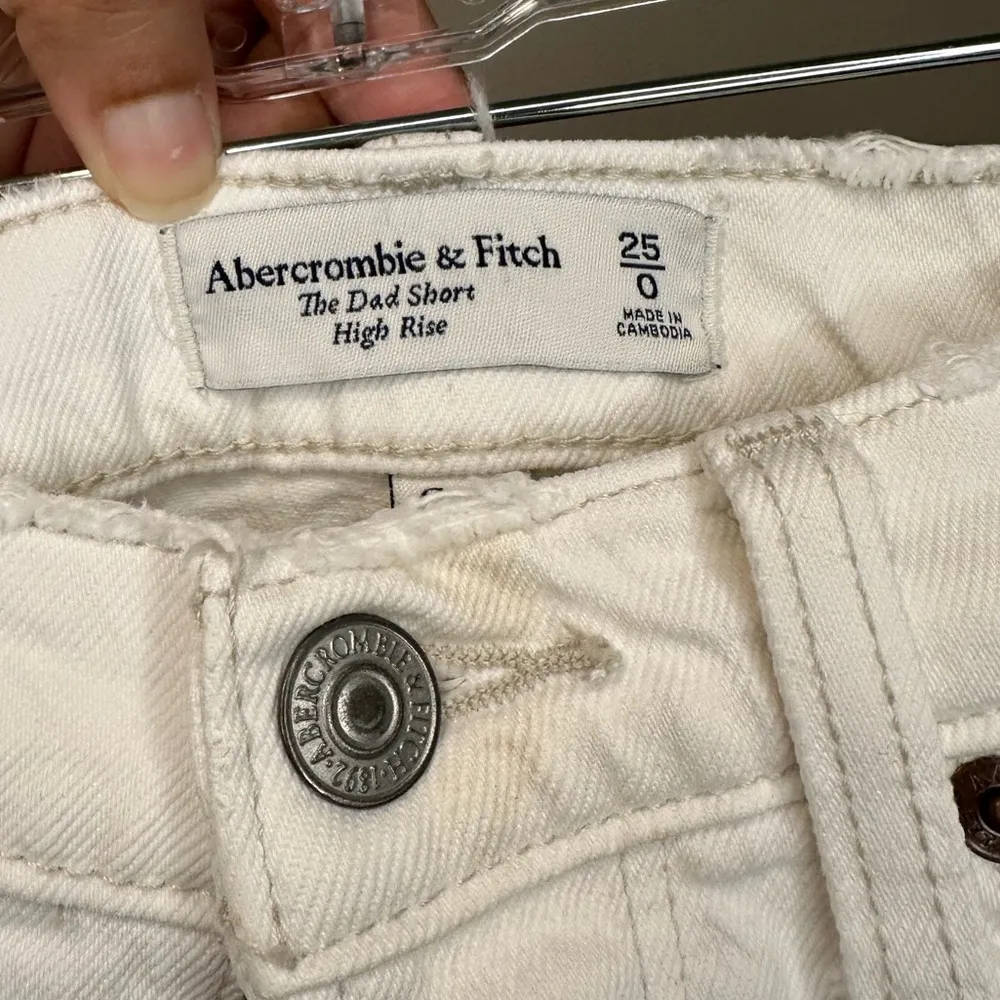 Abercrombie & Fitch
The Dad Short
High Rise
25
0
MADE IN
CAMBODIA
ABERCROMBIE & FITCH · 1892 ·